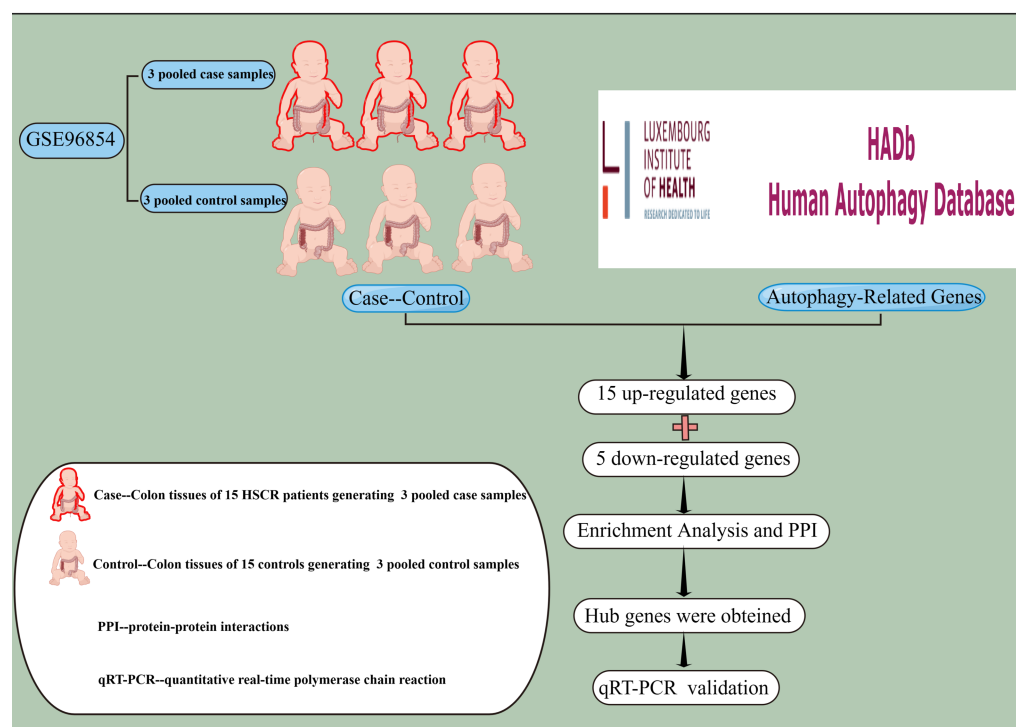 3 pooled case samples
GSE96854
3 pooled control samples
LUXEMBOURG
INSTITUTE
OF HEALTH
RESEARCH DEDICATED TO LIFE
HADb
Human Autophagy Database
Case--Control
Autophagy-Related Genes
15 up-regulated genes
5 down-regulated genes
Enrichment Analysis and PPI
Hub genes were obteined
qRT-PCR validation
Case--Colon tissues of 15 HSCR patients generating 3 pooled case samples
Control--Colon tissues of 15 controls generating 3 pooled control samples
PPI--protein-protein interactions
qRT-PCR--quantitative real-time polymerase chain reaction